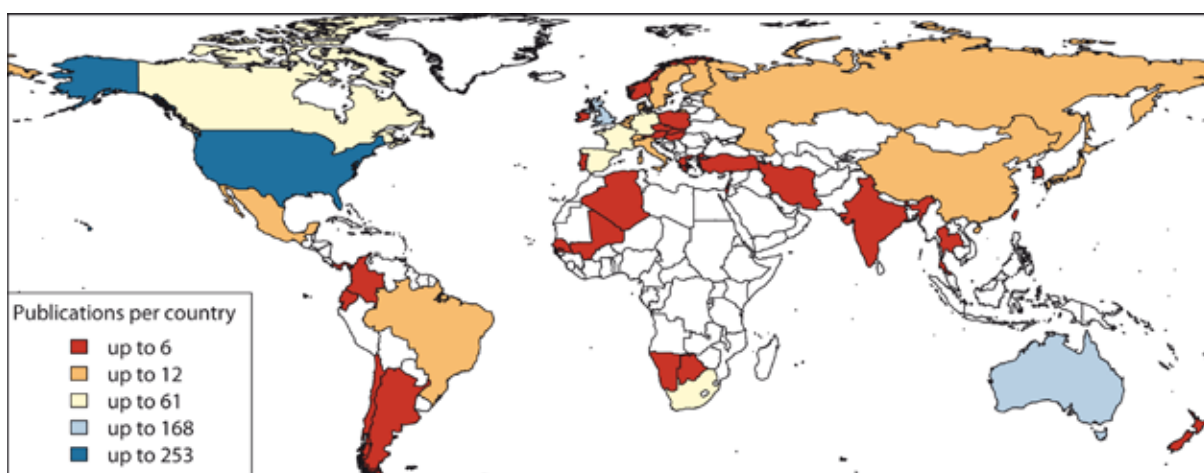 Publications per country
up to 6
up to 12
up to 61
up to 168
up to 253